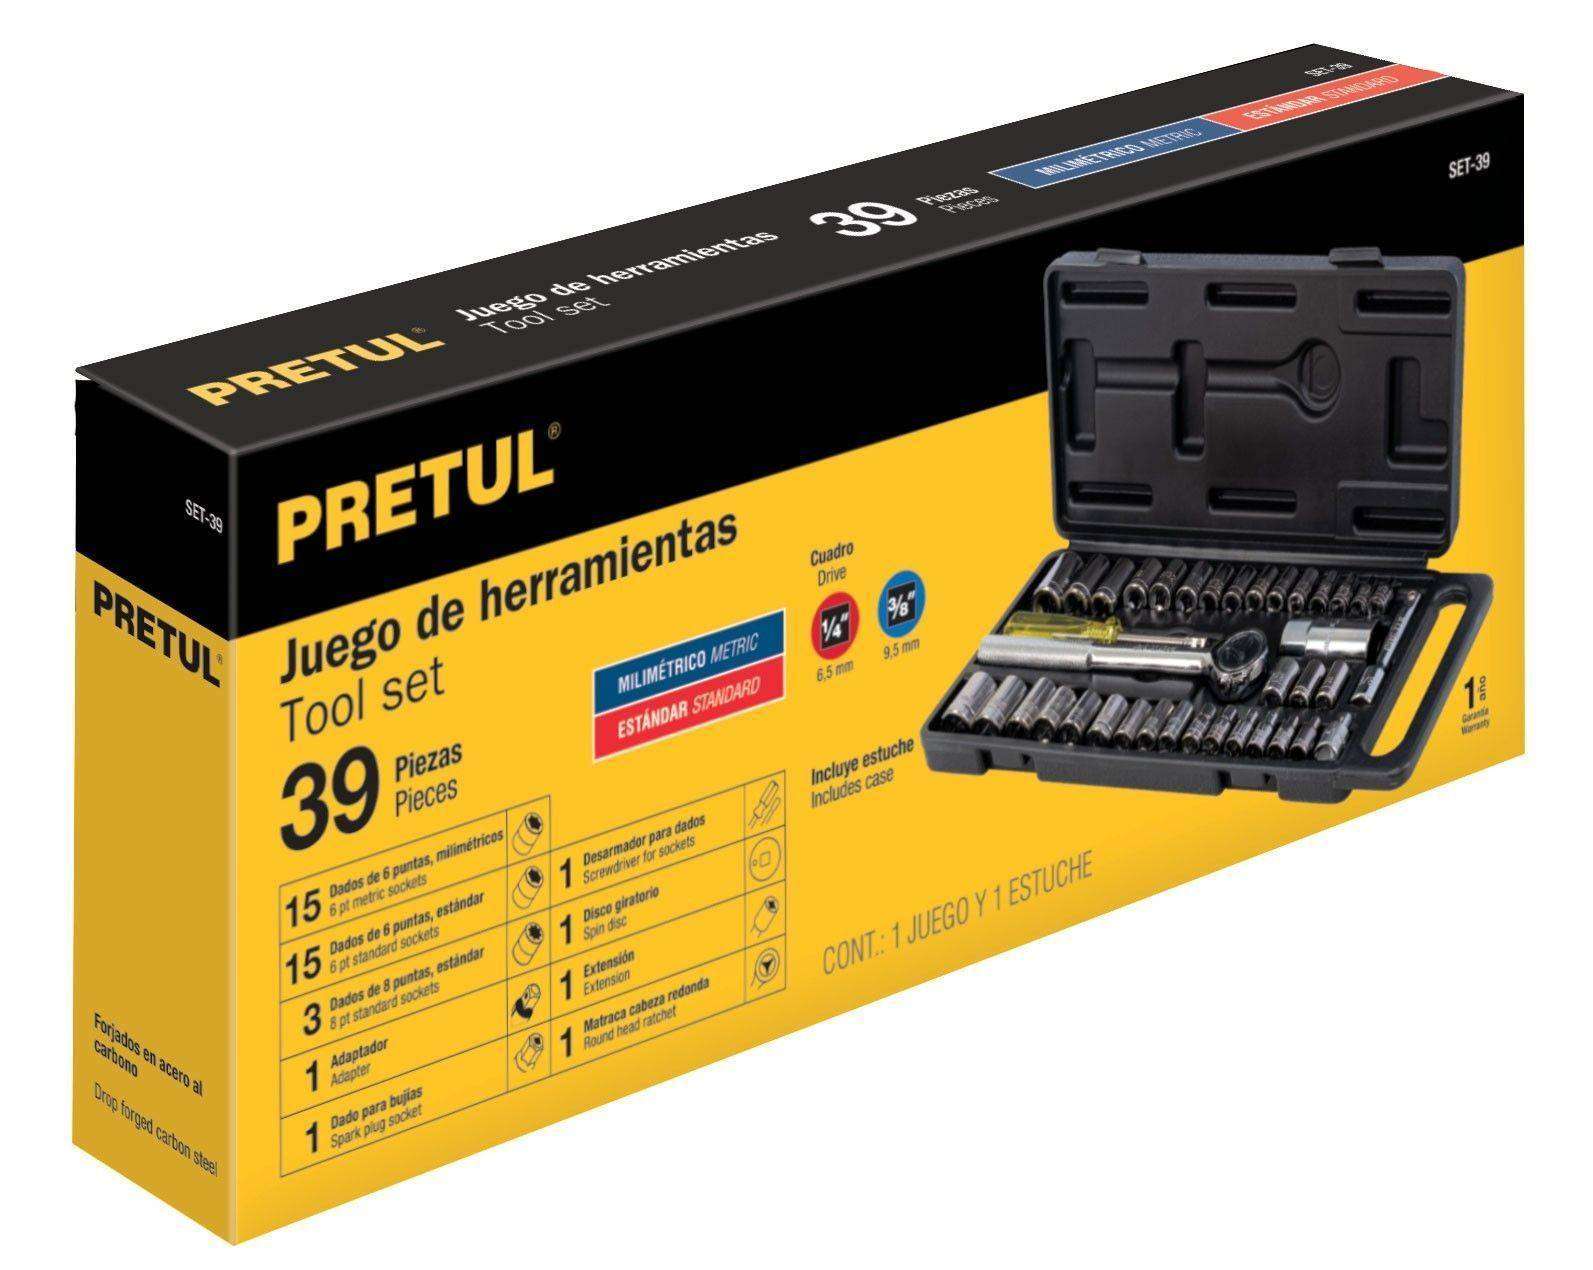 SET-39
MILIMÉTRICO METRIC
ESTÁNDAR STANDARD
39 Piezas
Pieces
Juego de herramientas
Tool set
PRETUL®
SET-39
PRETUL®
Forjados en acero al
carbono
Drop forged carbon steel
SET-39
PRETUL®
Juego de herramientas
Tool set
39 Piezas
Pieces
MILIMÉTRICO METRIC
ESTÁNDAR STANDARD
Cuadro
Drive
1/4"
6,5 mm
3/8"
9,5 mm
Incluye estuche
Includes case
1 año
Garantía
Warranty
15 Dados de 6 puntas, milimétricos
6 pt metric sockets
15 Dados de 6 puntas, estándar
6 pt standard sockets
3 Dados de 8 puntas, estándar
8 pt standard sockets
1 Adaptador
Adapter
1 Dado para bujías
Spark plug socket
1 Desarmador para dados
Screwdriver for sockets
1 Disco giratorio
Spin disc
1 Extensión
Extension
1 Matraca cabeza redonda
Round head ratchet
CONT.: 1 JUEGO Y 1 ESTUCHE